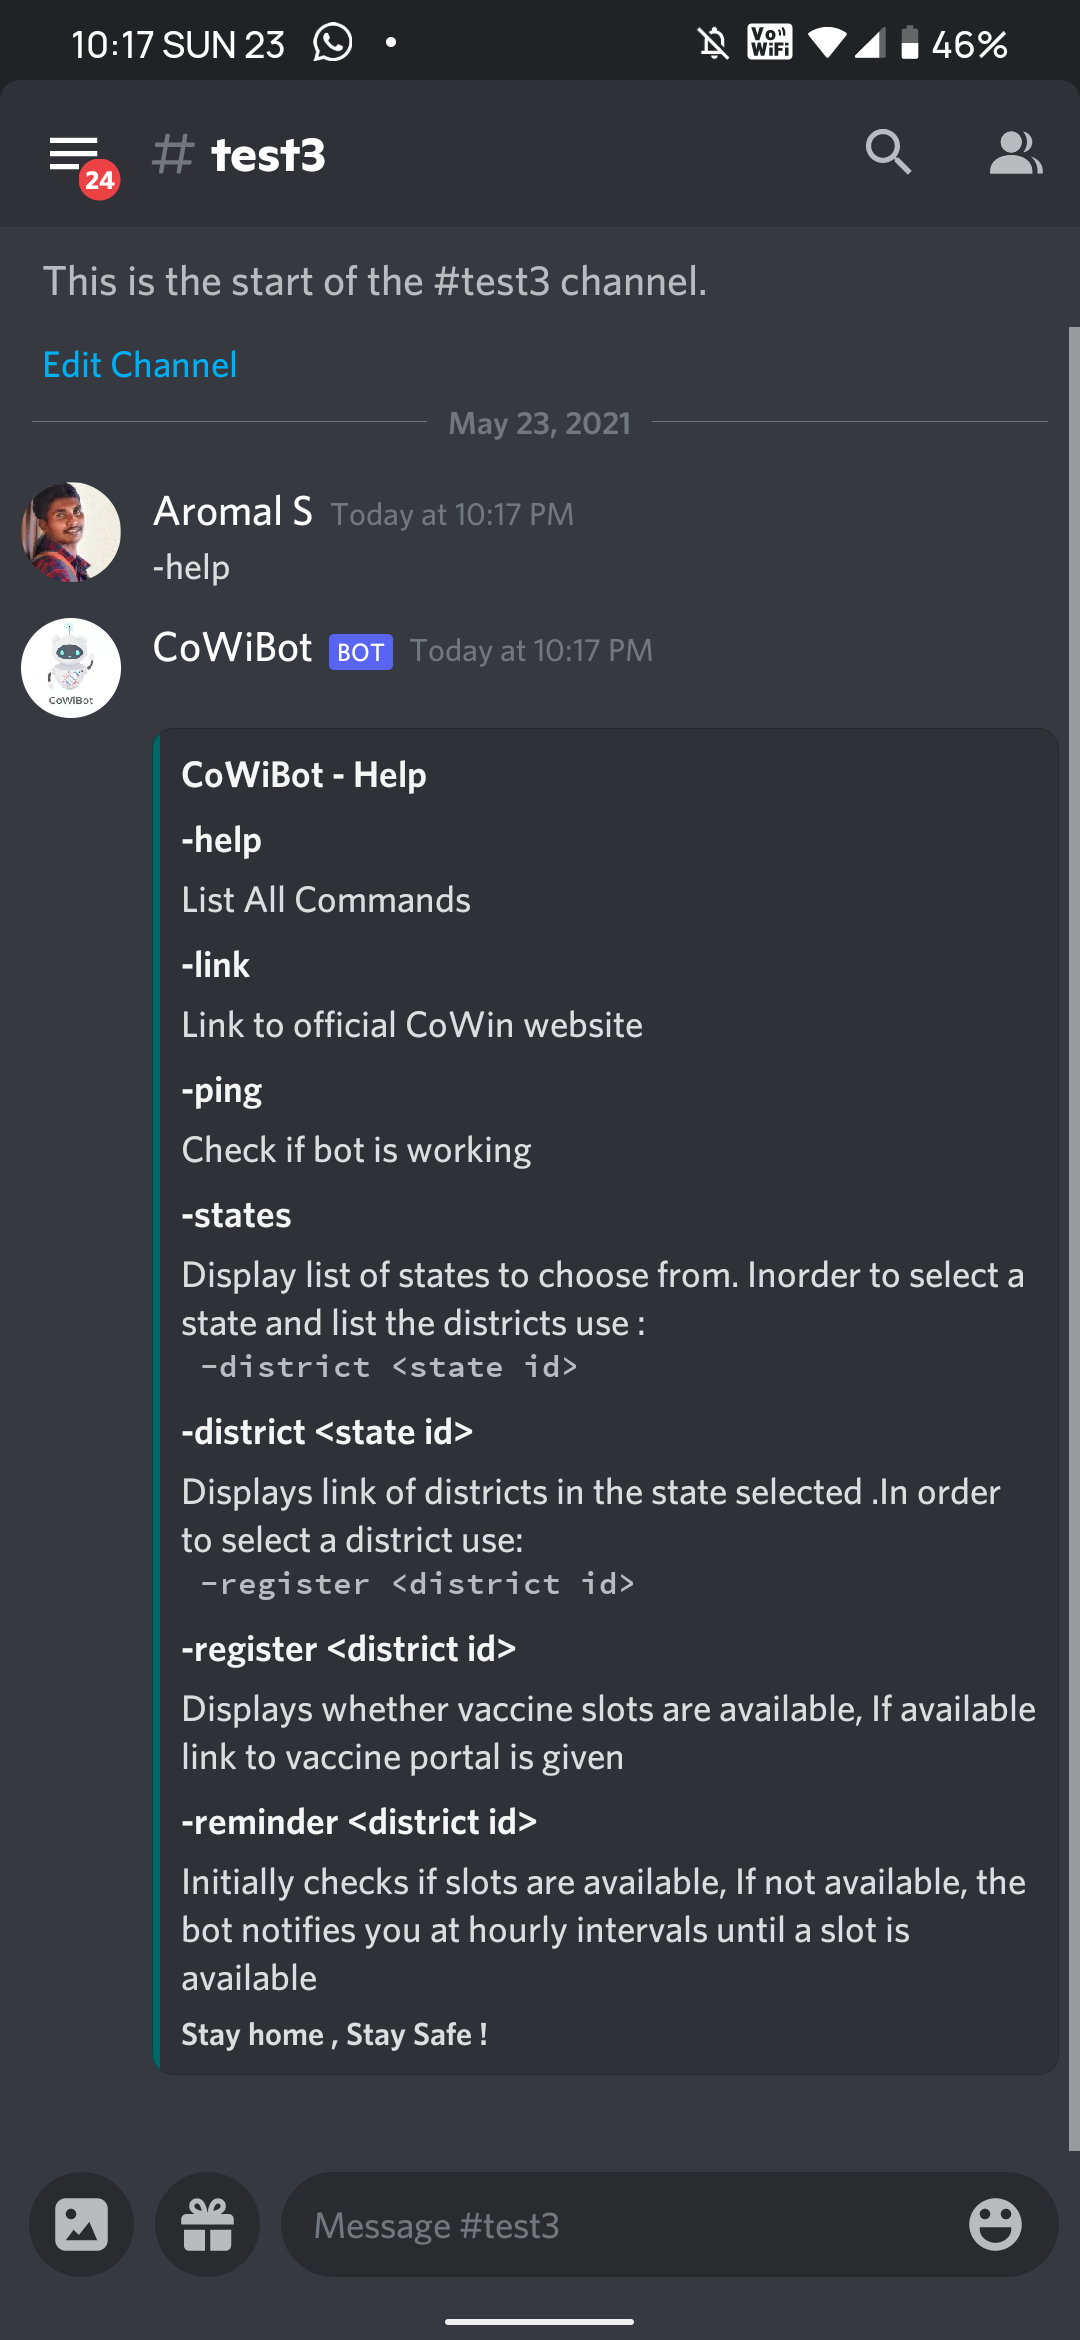 10:17 SUN 23
Vo
WiFi
46%
24
# test3
This is the start of the #test3 channel.
Edit Channel
May 23, 2021
Aromal S Today at 10:17 PM
-help
CoWiBot BOT Today at 10:17 PM
CoWiBot
CoWiBot - Help
-help
List All Commands
-link
Link to official CoWin website
-ping
Check if bot is working
-states
Display list of states to choose from. Inorder to select a
state and list the districts use :
-district <state id>
-district <state id>
Displays link of districts in the state selected .In order
to select a district use:
-register <district id>
-register <district id>
Displays whether vaccine slots are available, If available
link to vaccine portal is given
-reminder <district id>
Initially checks if slots are available, If not available, the
bot notifies you at hourly intervals until a slot is
available
Stay home , Stay Safe !
Message #test3